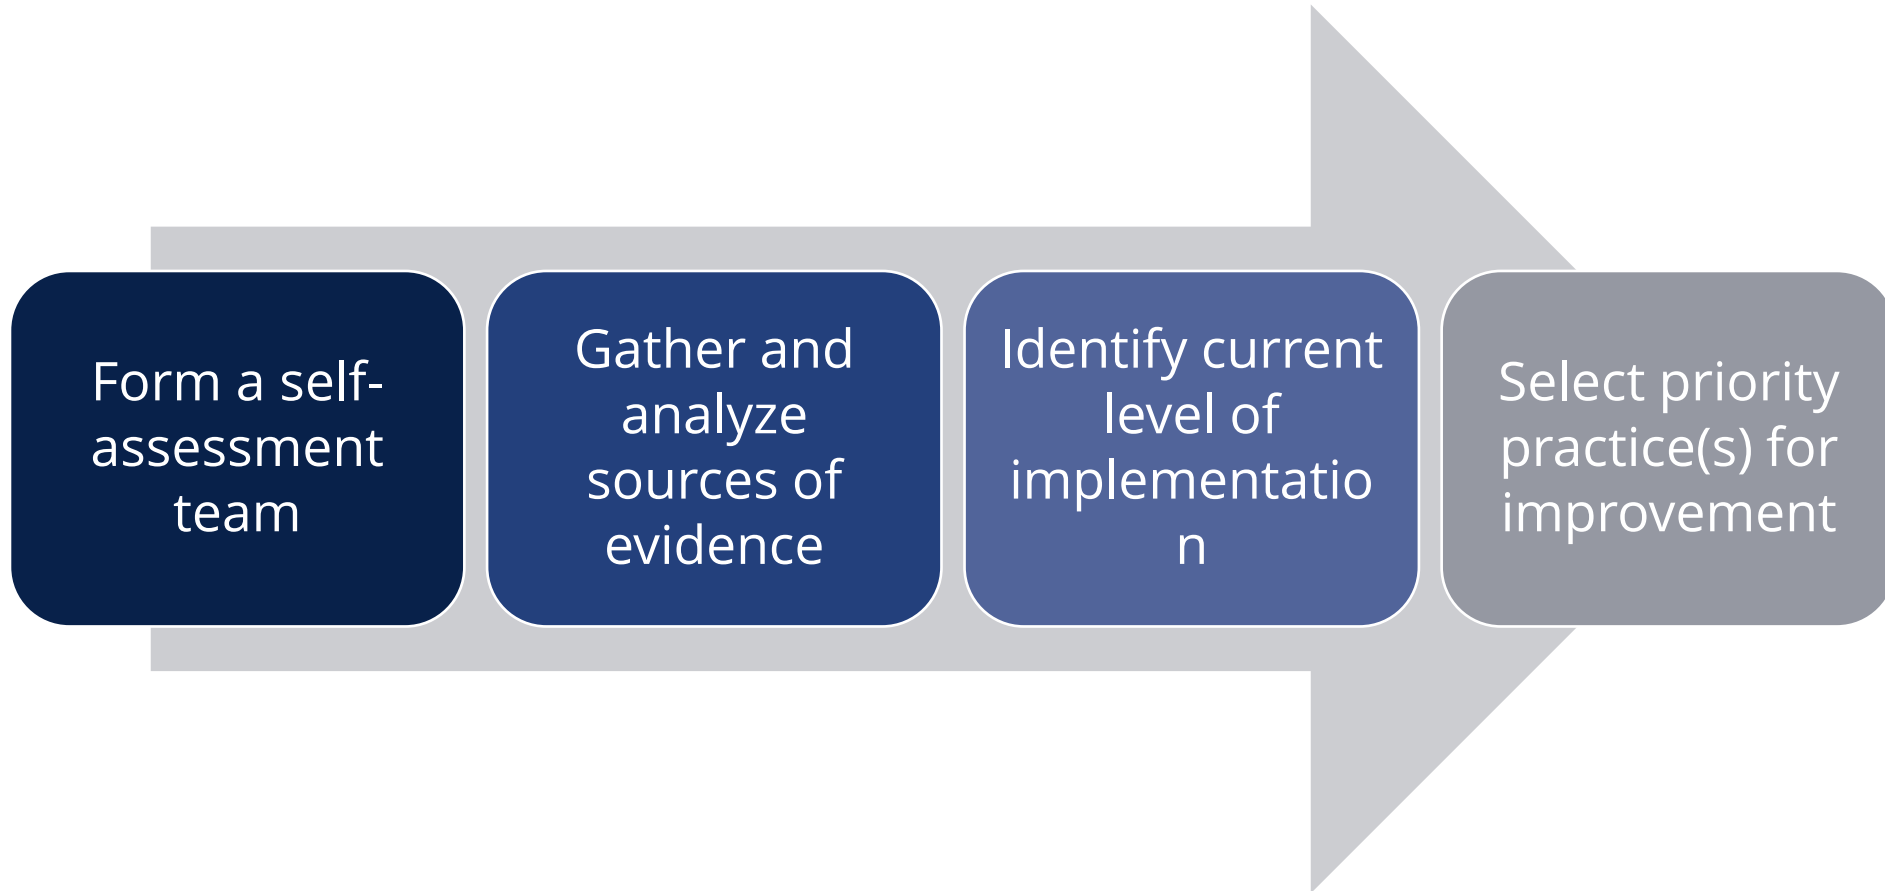 Form a self-
assessment
team
Gather and
analyze
sources of
evidence
Identify current
level of
implementatio
n
Select priority
practice(s) for
improvement